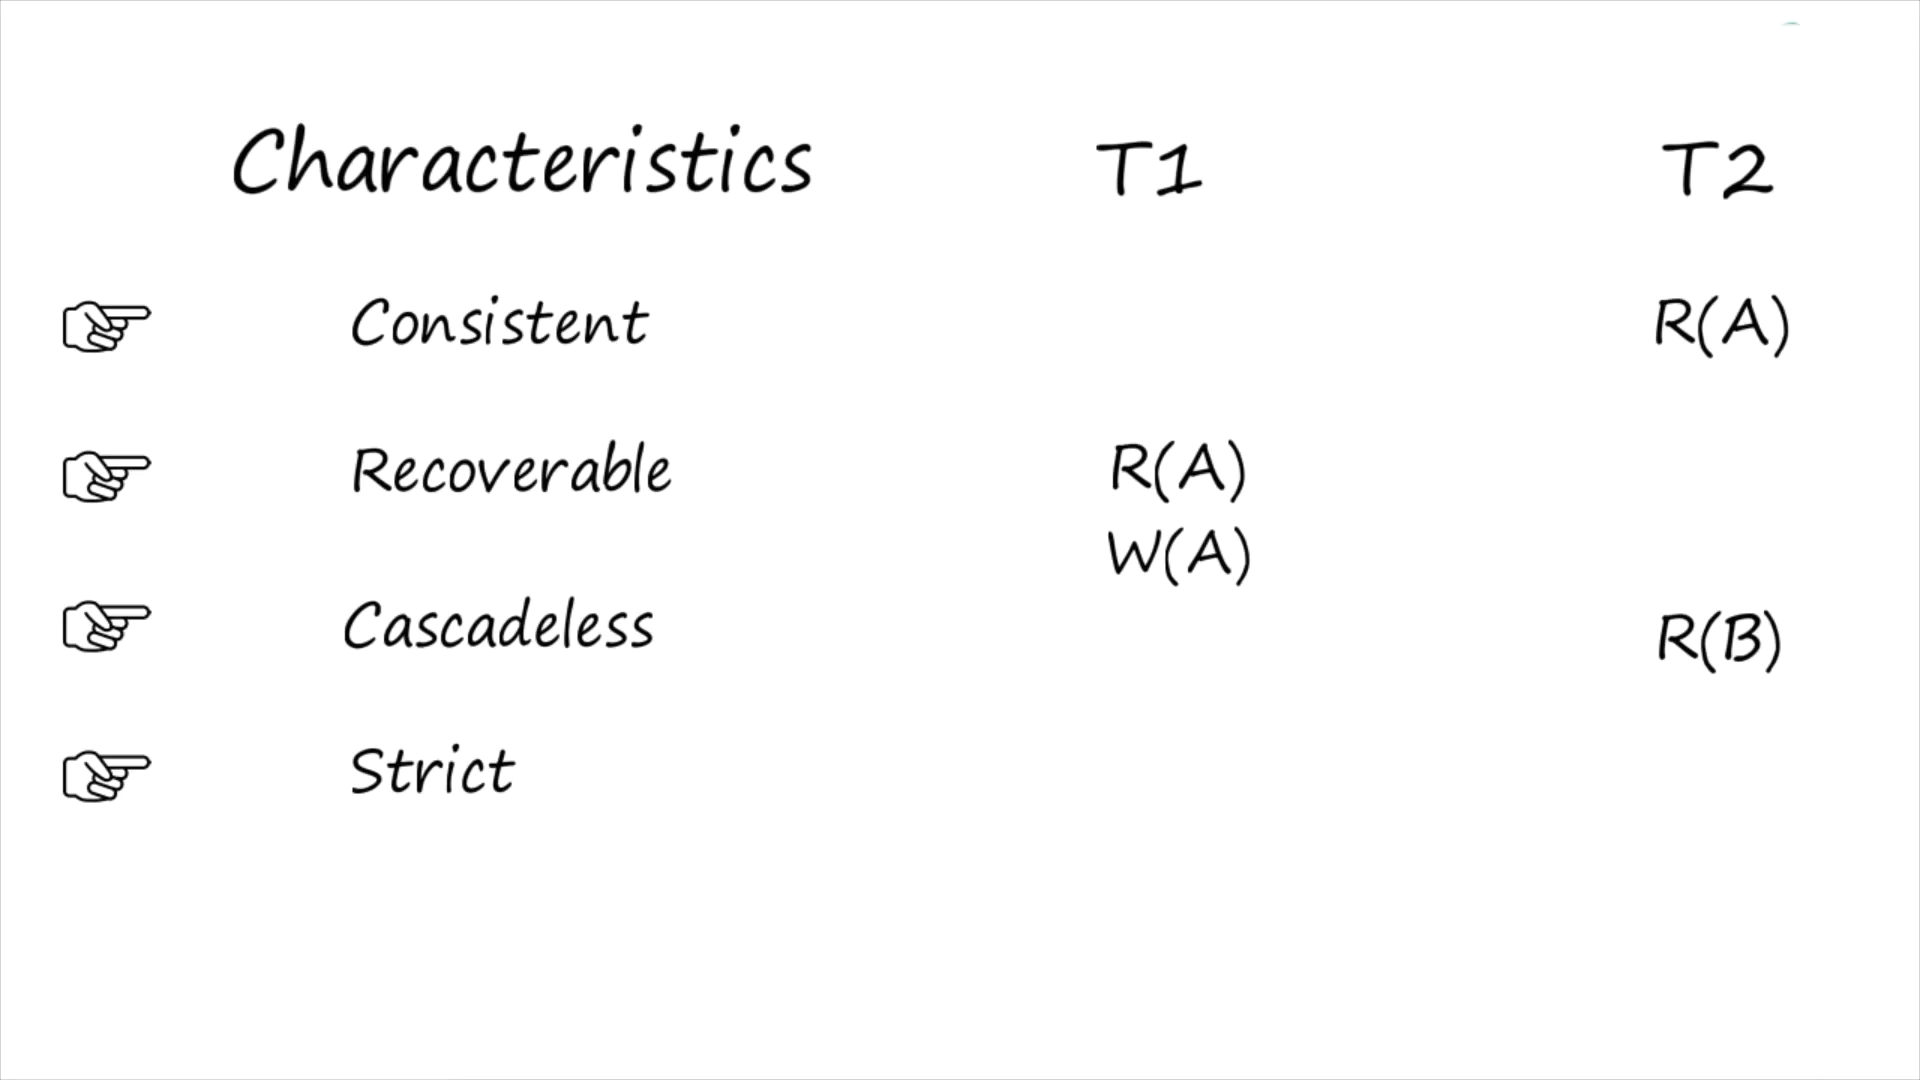 Characteristics T1 T2
Consistent R(A)
Recoverable R(A)
W(A)
Cascadeless R(B)
Strict